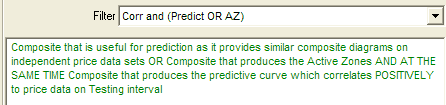 Filter Corr and (Predict OR AZ)
Composite that is useful for prediction as it provides similar composite diagrams on
independent price data sets OR Composite that produces the Active Zones AND AT THE
SAME TIME Composite that produces the predictive curve which correlates POSITIVELY
to price data on Testing interval